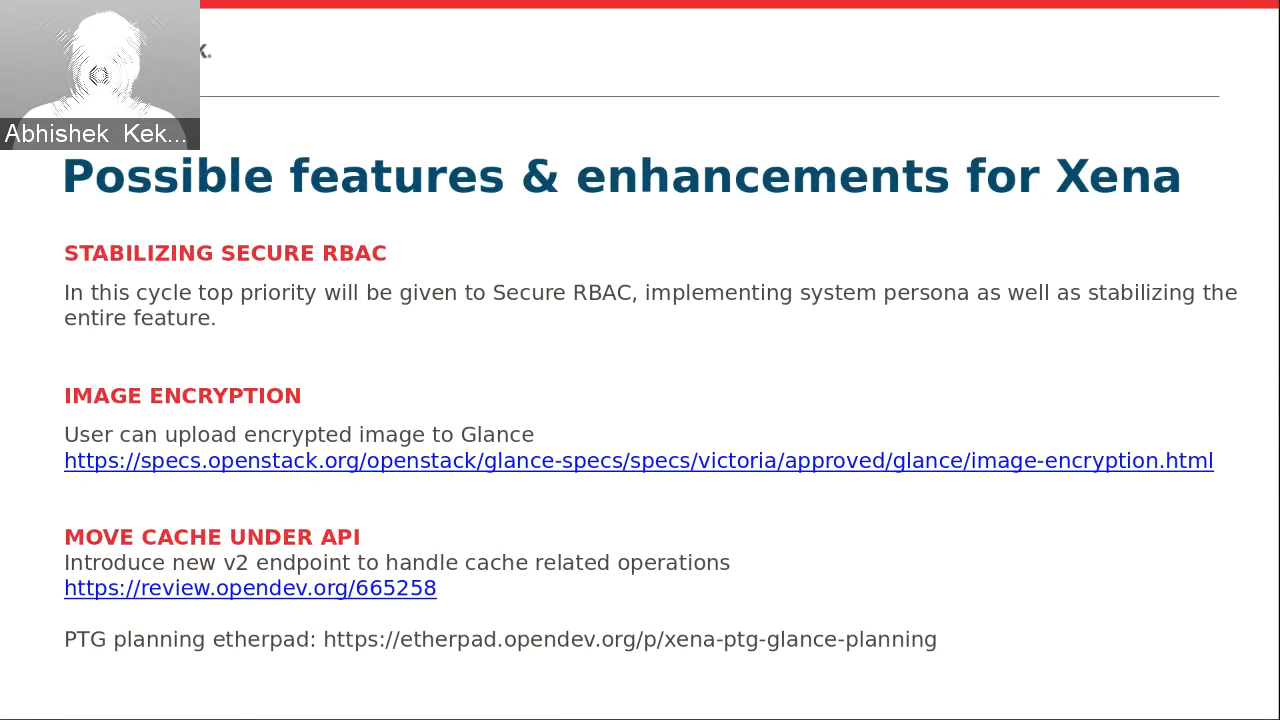 k.
Abhishek Kek...
Possible features & enhancements for Xena
STABILIZING SECURE RBAC
In this cycle top priority will be given to Secure RBAC, implementing system persona as well as stabilizing the
entire feature.
IMAGE ENCRYPTION
User can upload encrypted image to Glance
https://specs.openstack.org/openstack/glance-specs/specs/victoria/approved/glance/image-encryption.html
MOVE CACHE UNDER API
Introduce new v2 endpoint to handle cache related operations
https://review.opendev.org/665258
PTG planning etherpad: https://etherpad.opendev.org/p/xena-ptg-glance-planning